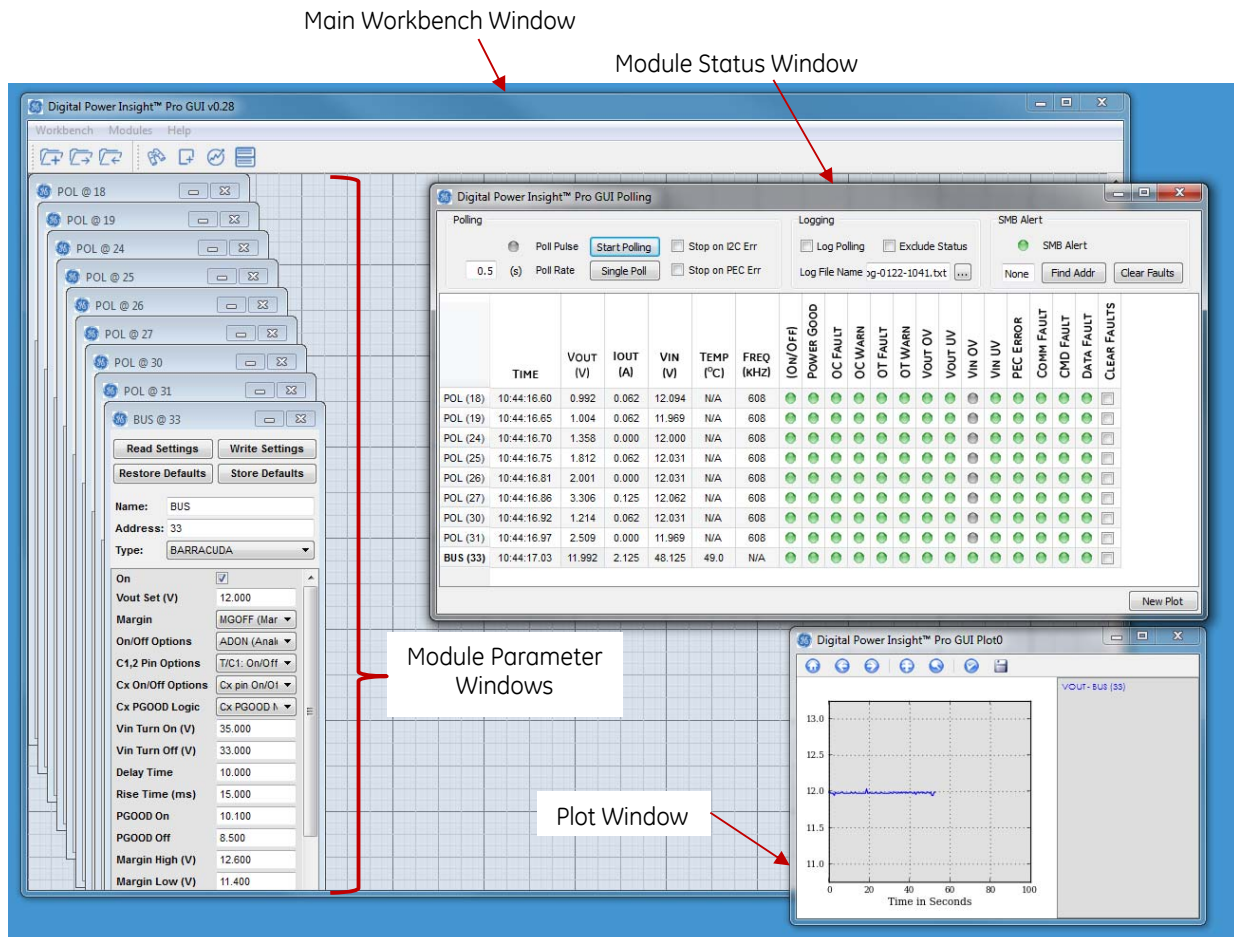 Main Workbench Window
Module Status Window
Digital Power Insight™ Pro GUI v0.28
Workbench Modules Help
POL @ 18
POL @ 19
POL @ 24
POL @ 25
POL @ 26
POL @ 27
POL @ 30
POL @ 31
BUS @ 33
Read Settings Write Settings
Restore Defaults Store Defaults
Name: BUS
Address: 33
Type: BARRACUDA
On
Vout Set (V) 12.000
Margin MGOFF (Mar
On/Off Options ADON (Anal
C1,2 Pin Options T/C1: On/Off
Cx On/Off Options Cx pin On/Of
Cx PGOOD Logic Cx PGOOD N
Vin Turn On (V) 35.000
Vin Turn Off (V) 33.000
Delay Time 10.000
Rise Time (ms) 15.000
PGOOD On 10.100
PGOOD Off 8.500
Margin High (V) 12.600
Margin Low (V) 11.400
Module Parameter
Windows
Digital Power Insight™ Pro GUI Polling
Polling Logging SMB Alert
Poll Pulse Start Polling Stop on I2C Err Log Polling Exclude Status SMB Alert
0.5 (s) Poll Rate Single Poll Stop on PEC Err Log File Name og-0122-1041.txt ... None Find Addr Clear Faults
TIME VOUT (V) IOUT (A) VIN (V) TEMP (°C) FREQ (KHZ) (ON/OFF) POWER GOOD OC FAULT OC WARN OT FAULT OT WARN VOUT OV VOUT UV VIN OV VIN UV PEC ERROR COMM FAULT CMD FAULT DATA FAULT CLEAR FAULTS
POL (18) 10:44:16.60 0.992 0.062 12.094 N/A 608
POL (19) 10:44:16.65 1.004 0.062 11.969 N/A 608
POL (24) 10:44:16.70 1.358 0.000 12.000 N/A 608
POL (25) 10:44:16.75 1.812 0.062 12.031 N/A 608
POL (26) 10:44:16.81 2.001 0.000 12.031 N/A 608
POL (27) 10:44:16.86 3.306 0.125 12.062 N/A 608
POL (30) 10:44:16.92 1.214 0.062 12.031 N/A 608
POL (31) 10:44:16.97 2.509 0.000 11.969 N/A 608
BUS (33) 10:44:17.03 11.992 2.125 48.125 49.0 N/A
New Plot
Digital Power Insight™ Pro GUI Plot0
VOUT - BUS (33)
13.0
12.5
12.0
11.5
11.0
0 20 40 60 80 100
Time in Seconds
Plot Window